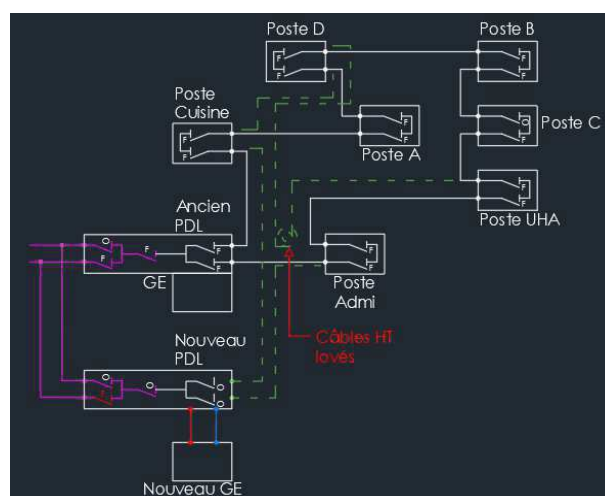 Poste D
Poste B
Poste
Cuisine
Poste A
Poste C
Poste UHA
Ancien
PDL
GE
Poste
Admi
Câbles HT
lovés
Nouveau
PDL
Nouveau GE
F
F
F
F
F
F
O
F
F
F
O
F
F
F
F
F
F
O
O
O
O